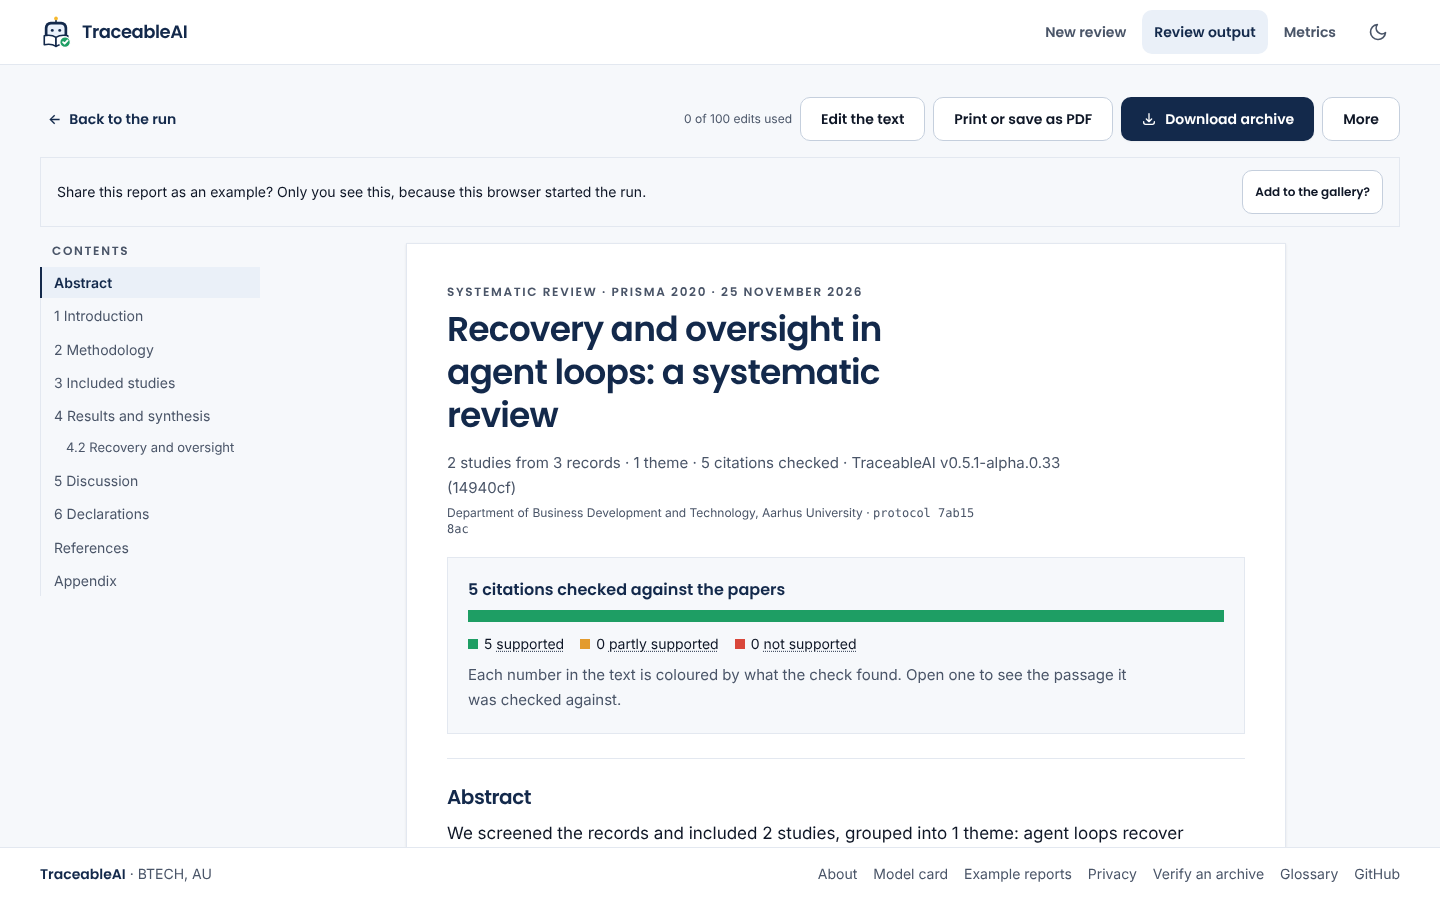 TraceableAI
New review
Review output
Metrics
Back to the run
0 of 100 edits used
Edit the text
Print or save as PDF
Download archive
More
Share this report as an example? Only you see this, because this browser started the run.
Add to the gallery?
CONTENTS
Abstract
1 Introduction
2 Methodology
3 Included studies
4 Results and synthesis
4.2 Recovery and oversight
5 Discussion
6 Declarations
References
Appendix
SYSTEMATIC REVIEW · PRISMA 2020 · 25 NOVEMBER 2026
Recovery and oversight in
agent loops: a systematic
review
2 studies from 3 records · 1 theme · 5 citations checked · TraceableAI v0.5.1-alpha.0.33
(14940cf)
Department of Business Development and Technology, Aarhus University · protocol 7ab15
8ac
5 citations checked against the papers
5 supported
0 partly supported
0 not supported
Each number in the text is coloured by what the check found. Open one to see the passage it
was checked against.
Abstract
We screened the records and included 2 studies, grouped into 1 theme: agent loops recover
TraceableAI · BTECH, AU
About
Model card
Example reports
Privacy
Verify an archive
Glossary
GitHub